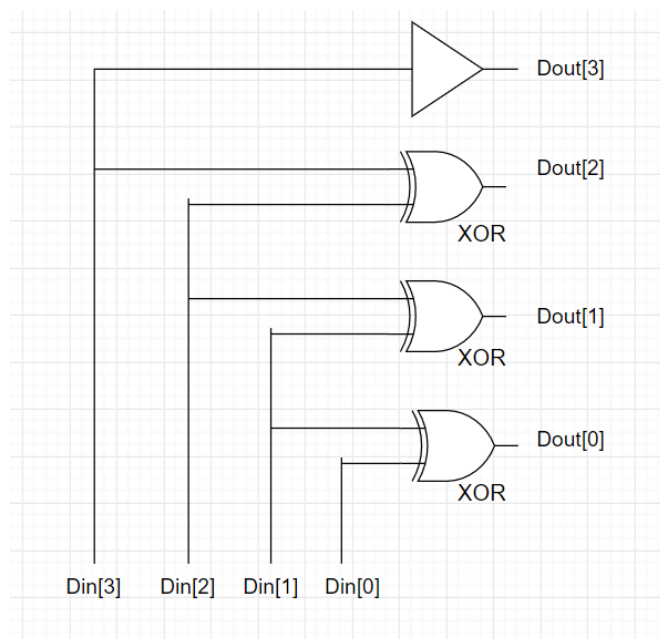 Dout[3]
Dout[2]
XOR
Dout[1]
XOR
Dout[0]
XOR
Din[3] Din[2] Din[1] Din[0]